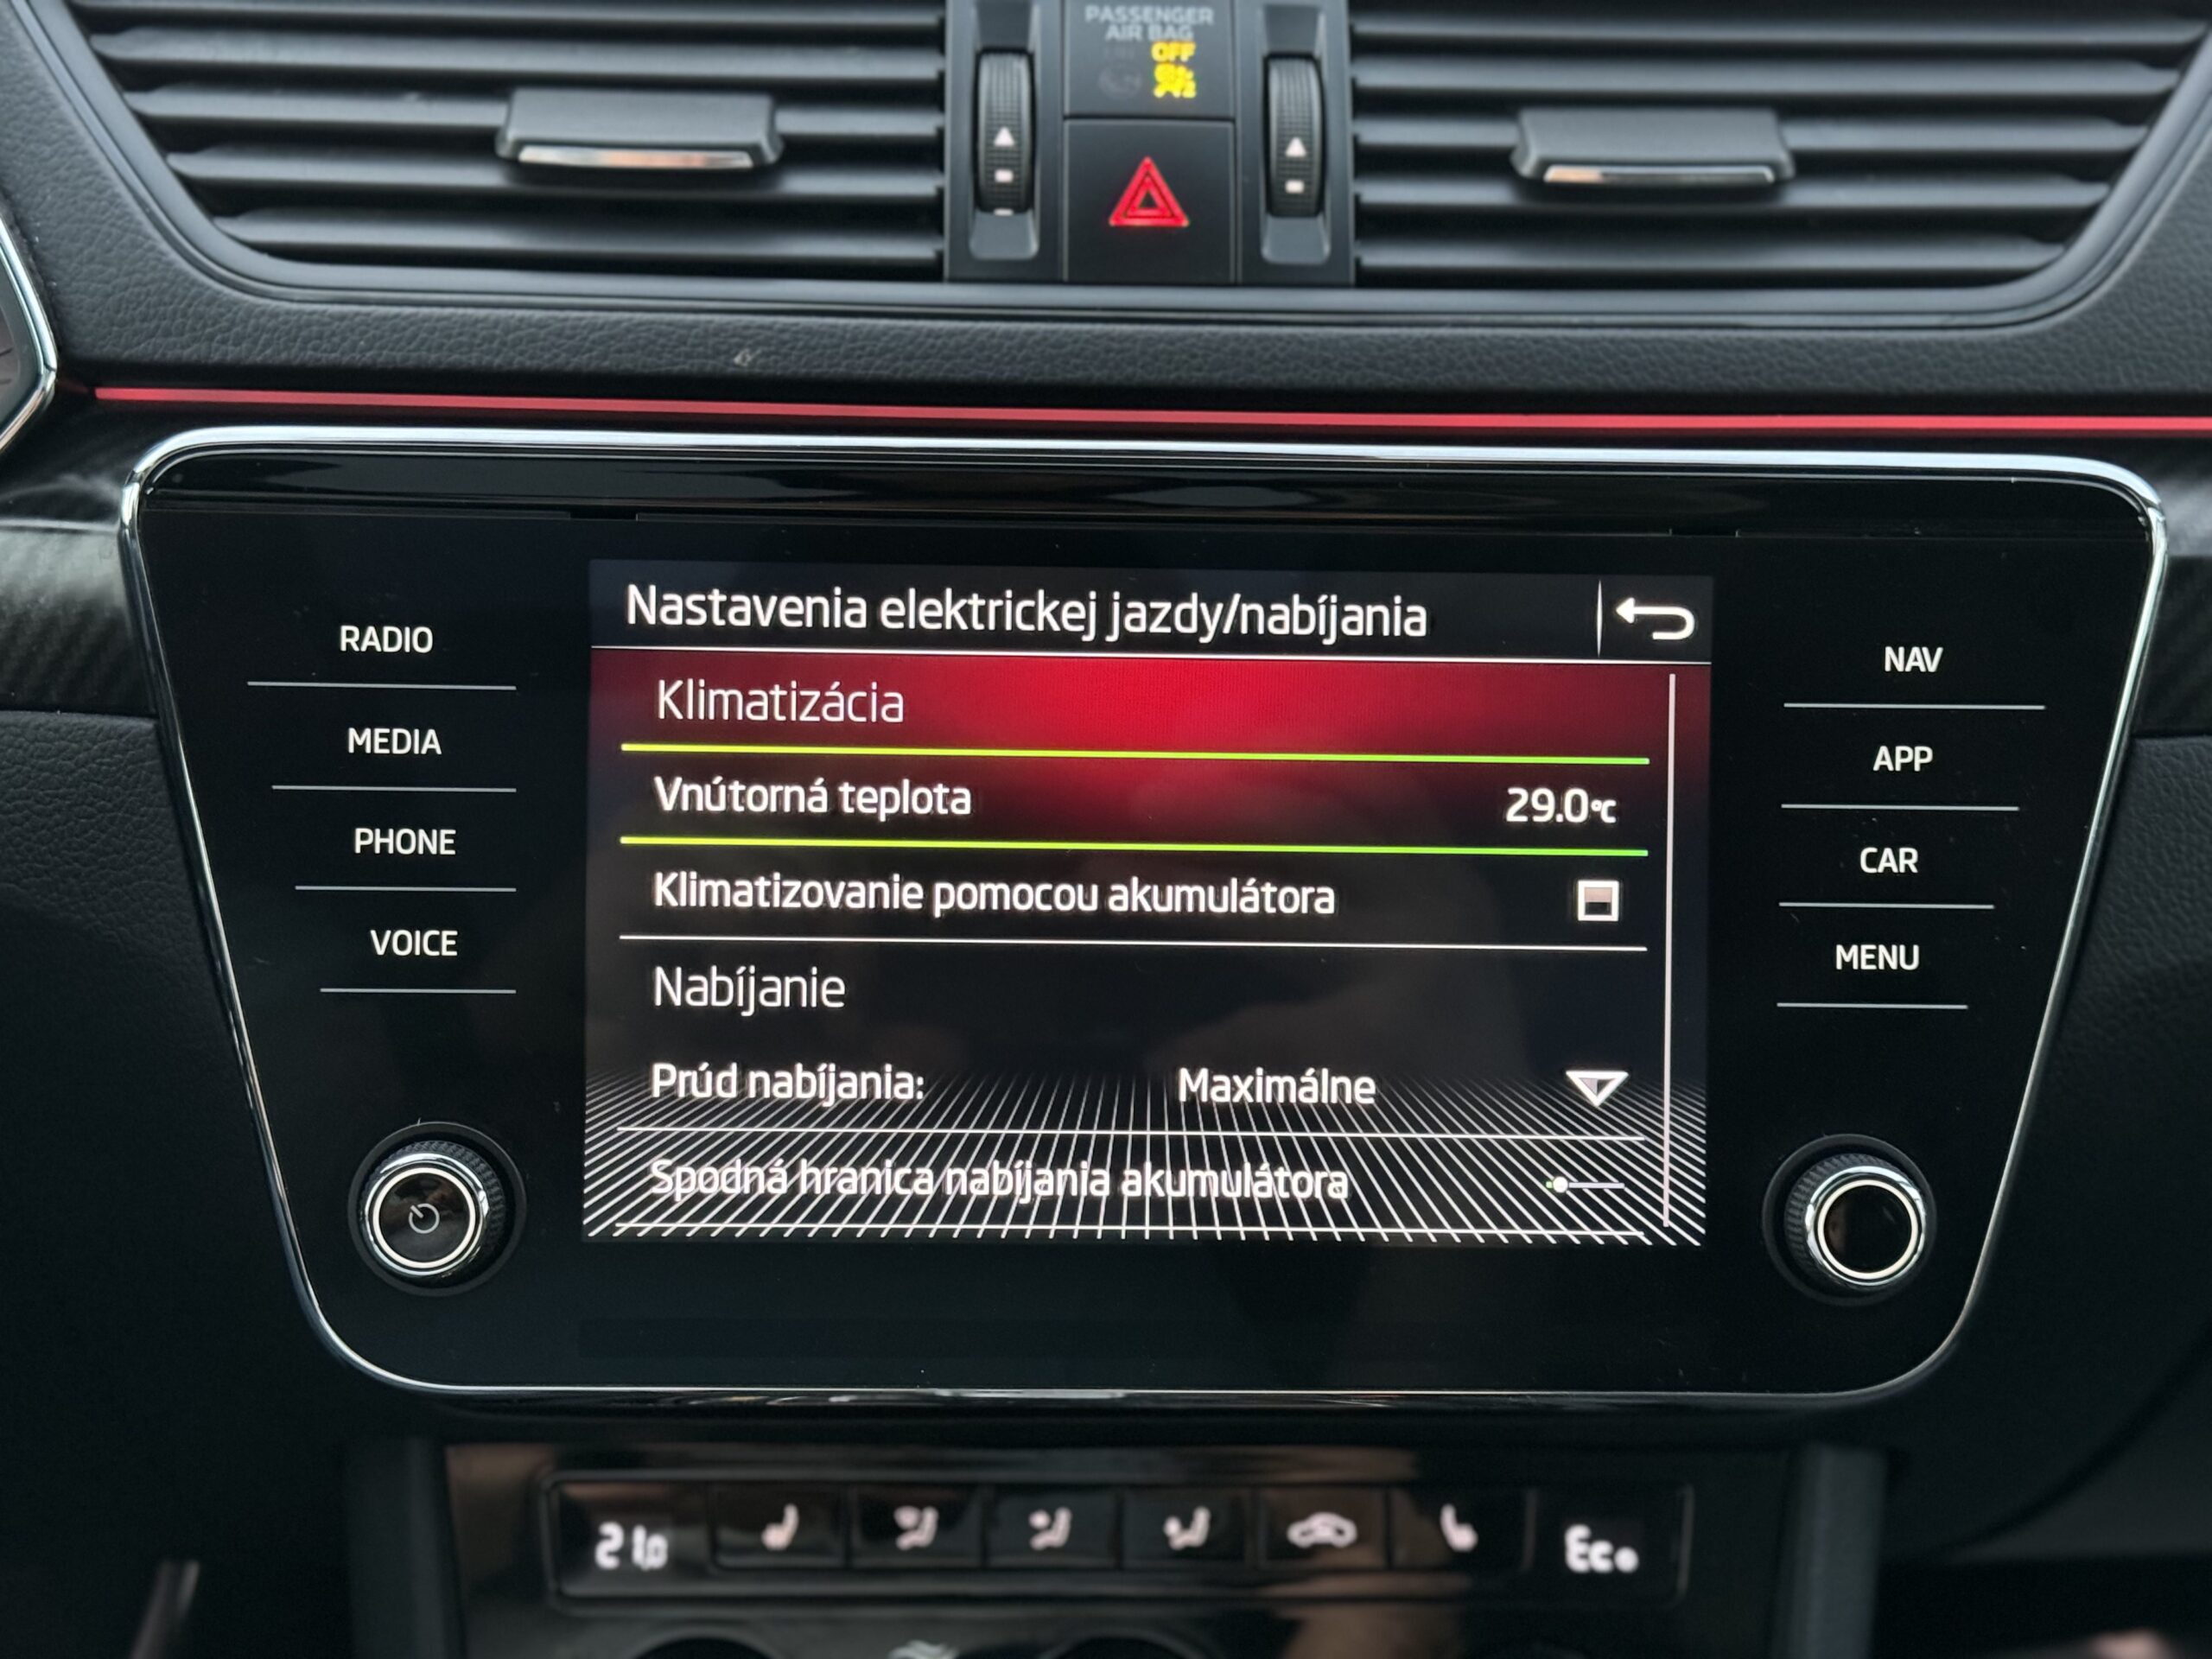 PASSENGER
AIR BAG
OFF
Nastavenia elektrickej jazdy/nabíjania
RADIO
NAV
Klimatizácia
MEDIA
APP
Vnútorná teplota 29.0°C
PHONE
CAR
Klimatizovanie pomocou akumulátora
VOICE
MENU
Nabíjanie
Prúd nabíjania: Maximálne
Spodná hranica nabíjania akumulátora
21.0
Eco